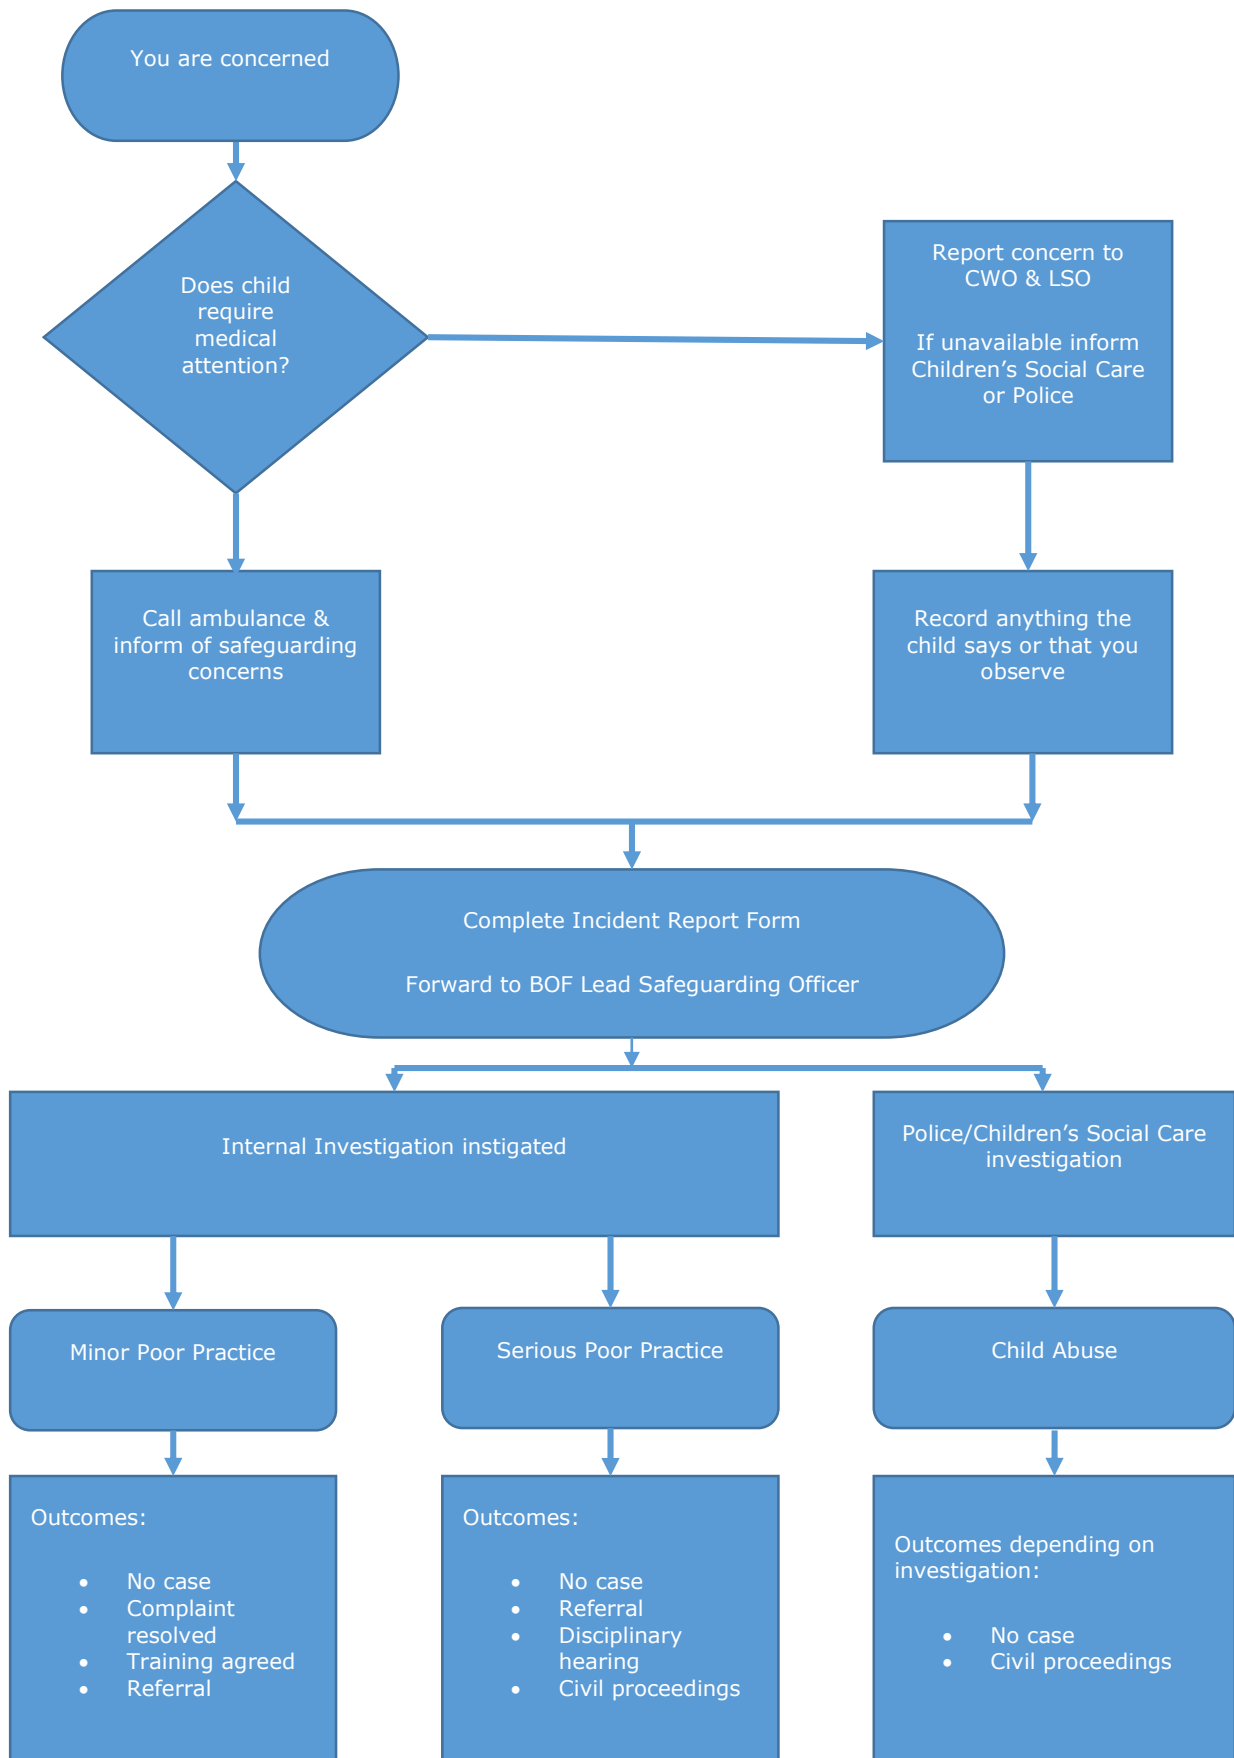 You are concerned
Does child
require
medical
attention?
Report concern to
CWO & LSO
If unavailable inform
Children’s Social Care
or Police
Call ambulance &
inform of safeguarding
concerns
Record anything the
child says or that you
observe
Complete Incident Report Form
Forward to BOF Lead Safeguarding Officer
Internal Investigation instigated
Police/Children’s Social Care
investigation
Minor Poor Practice
Serious Poor Practice
Child Abuse
Outcomes:
• No case
• Complaint
resolved
• Training agreed
• Referral
Outcomes:
• No case
• Referral
• Disciplinary
hearing
• Civil proceedings
Outcomes depending on
investigation:
• No case
• Civil proceedings